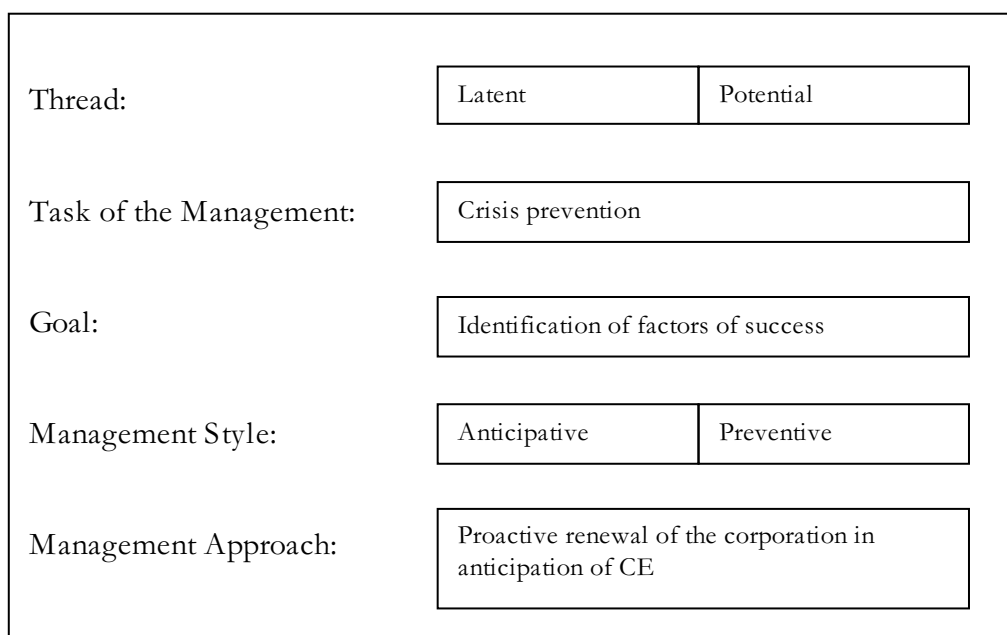 Thread: Latent Potential
Task of the Management: Crisis prevention
Goal: Identification of factors of success
Management Style: Anticipative Preventive
Management Approach: Proactive renewal of the corporation in
anticipation of CE